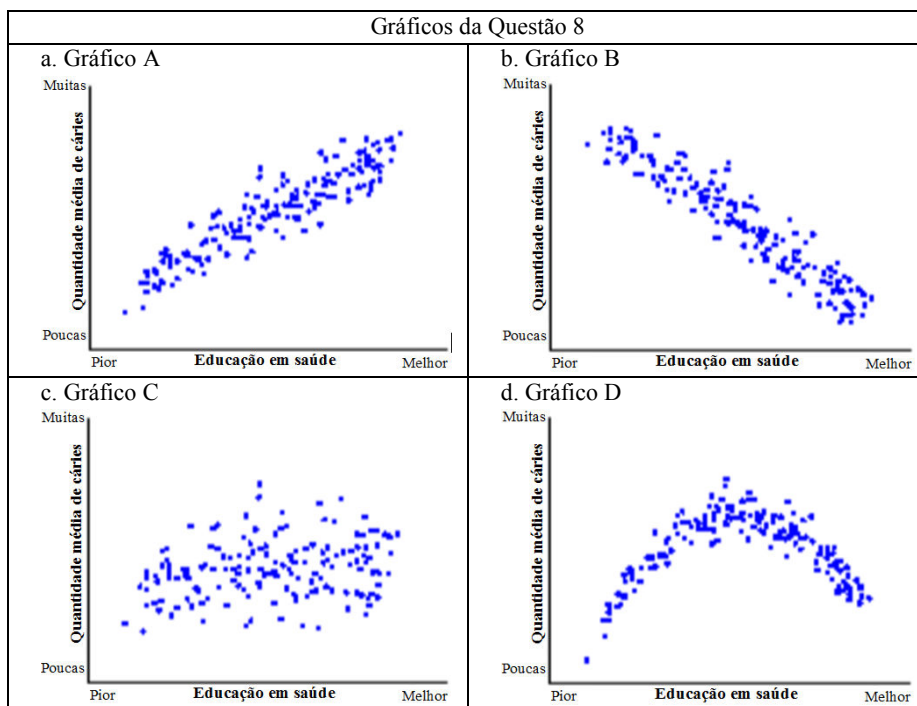 Gráficos da Questão 8
a. Gráfico A
Muitas
Quantidade média de cáries
Poucas
Pior
Educação em saúde
Melhor
b. Gráfico B
Muitas
Quantidade média de cáries
Poucas
Pior
Educação em saúde
Melhor
c. Gráfico C
Muitas
Quantidade média de cáries
Poucas
Pior
Educação em saúde
Melhor
d. Gráfico D
Muitas
Quantidade média de cáries
Poucas
Pior
Educação em saúde
Melhor